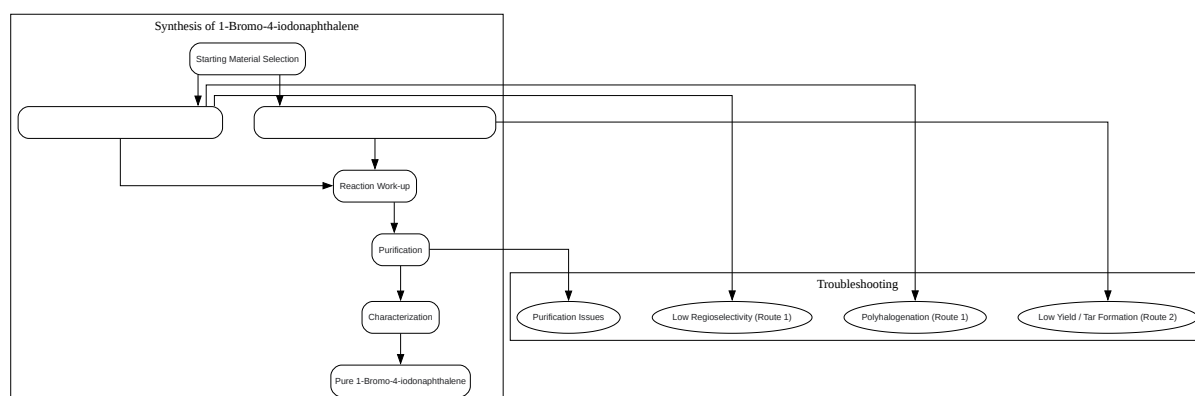 Synthesis of 1-Bromo-4-iodonaphthalene
Starting Material Selection
Reaction Work-up
Purification
Characterization
Pure 1-Bromo-4-iodonaphthalene
Troubleshooting
Purification Issues
Low Regioselectivity (Route 1)
Polyhalogenation (Route 1)
Low Yield / Tar Formation (Route 2)